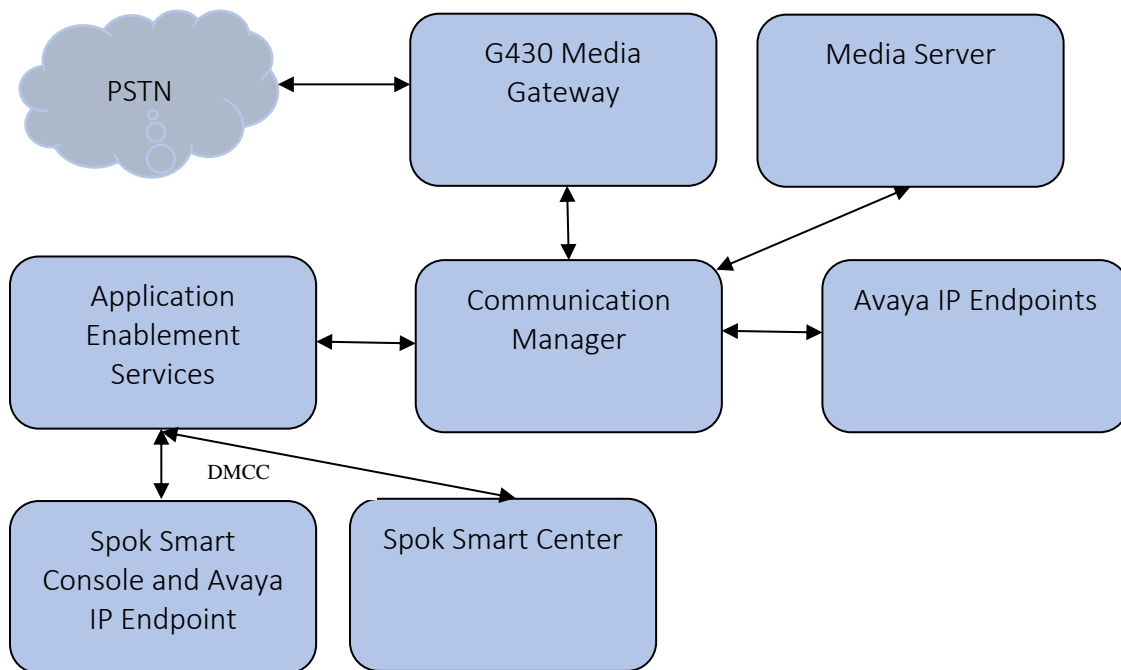 PSTN
G430 Media
Gateway
Media Server
Application
Enablement
Services
Communication
Manager
Avaya IP Endpoints
DMCC
Spok Smart
Console and Avaya
IP Endpoint
Spok Smart Center